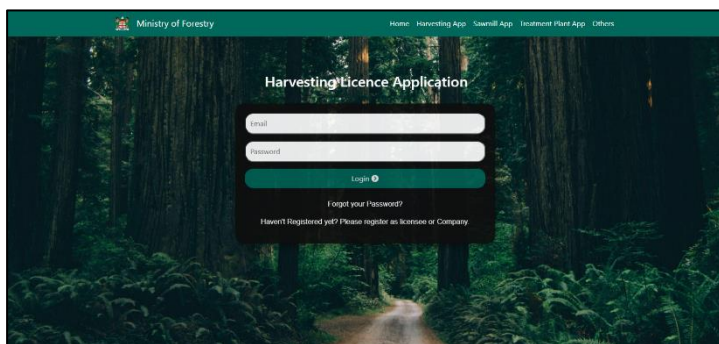 Ministry of Forestry
Home Harvesting App Sawmill App Treatment Plant App Others
Harvesting Licence Application
Email
Password
Login
Forgot your Password?
Haven't Registered yet? Please register as licensee or Company.